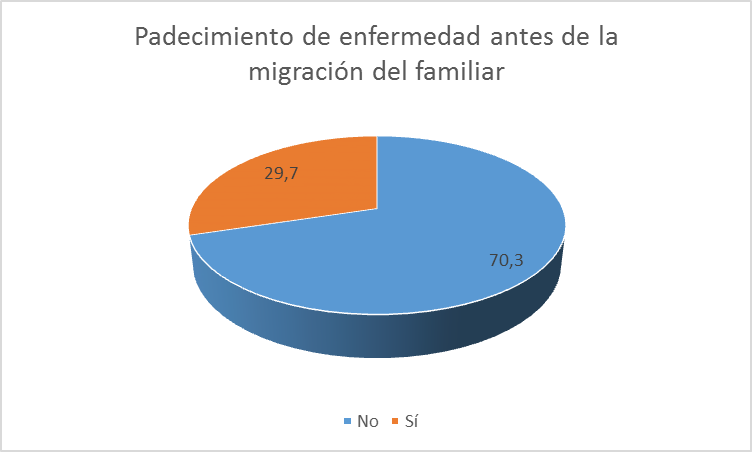 Padecimiento de enfermedad antes de la
migración del familiar
29,7
70,3
No Sí